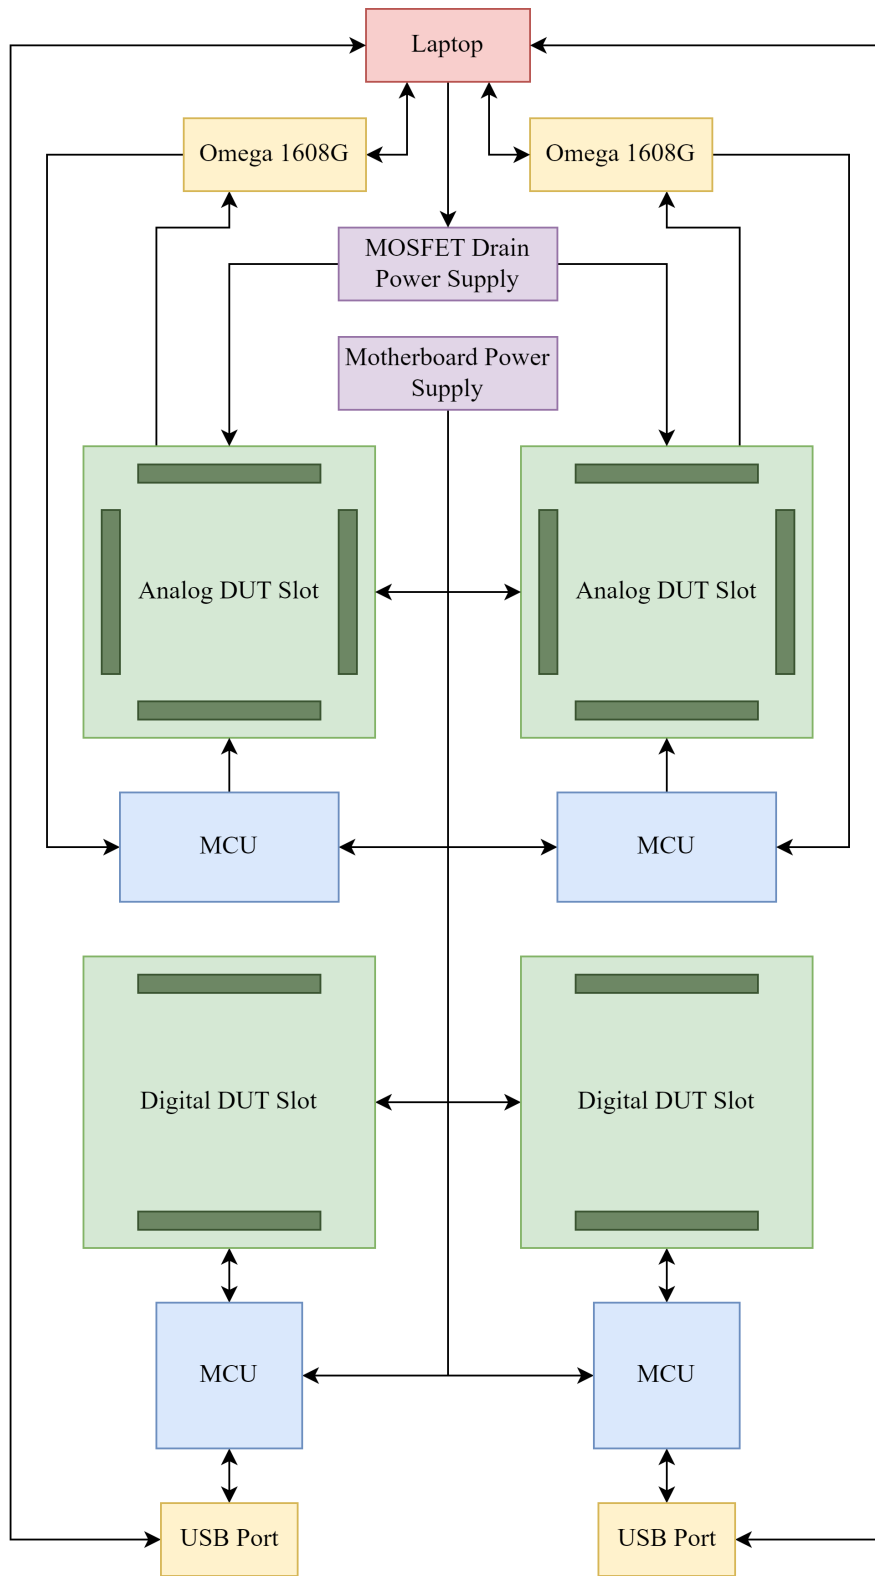 Laptop
Omega 1608G
Omega 1608G
MOSFET Drain
Power Supply
Motherboard Power
Supply
Analog DUT Slot
Analog DUT Slot
MCU
MCU
Digital DUT Slot
Digital DUT Slot
MCU
MCU
USB Port
USB Port